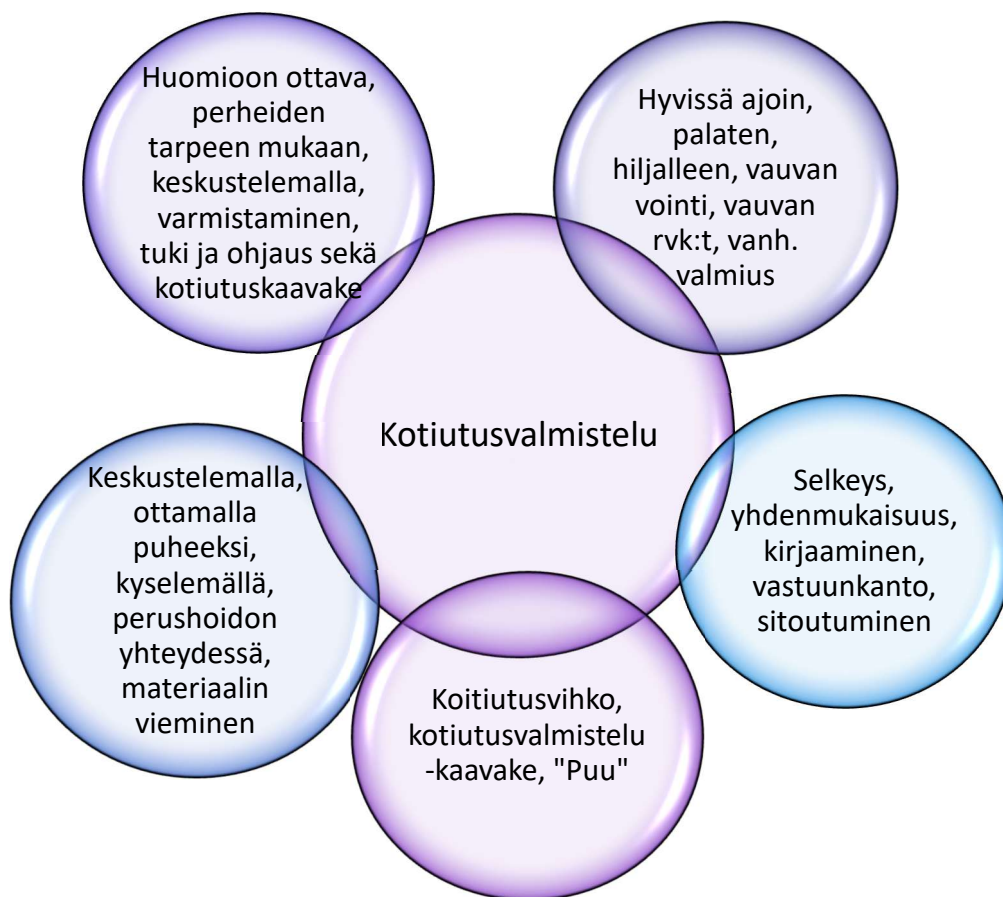 Huomioon ottava,
perheiden
tarpeen mukaan,
keskustelemalla,
varmistaminen,
tuki ja ohjaus sekä
kotiutuskaavake
Hyvissä ajoin,
palaten,
hiljalleen, vauvan
vointi, vauvan
rvk:t, vanh.
valmius
Kotiutusvalmistelu
Keskustelemalla,
ottamalla
puheeksi,
kyselemällä,
perushoidon
yhteydessä,
materiaalin
vieminen
Selkeys,
yhdenmukaisuus,
kirjaaminen,
vastuunkanto,
sitoutuminen
Koitiutusvihko,
kotiutusvalmistelu
-kaavake, "Puu"